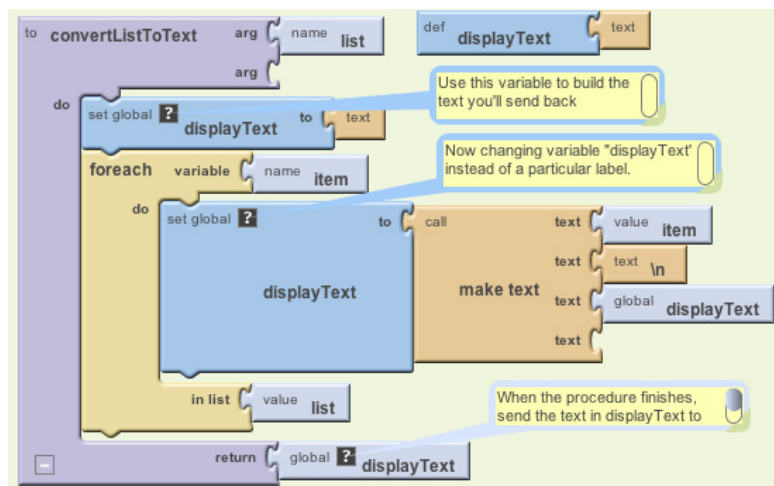 to convertListToText arg name list
arg
def displayText text
Use this variable to build the
text you'll send back
do set global ? displayText to text
Now changing variable "displayText"
instead of a particular label.
foreach variable name item
do set global ? displayText to call make text text value item
text text \n
text global displayText
text
in list value list
When the procedure finishes,
send the text in displayText to
return global ? displayText